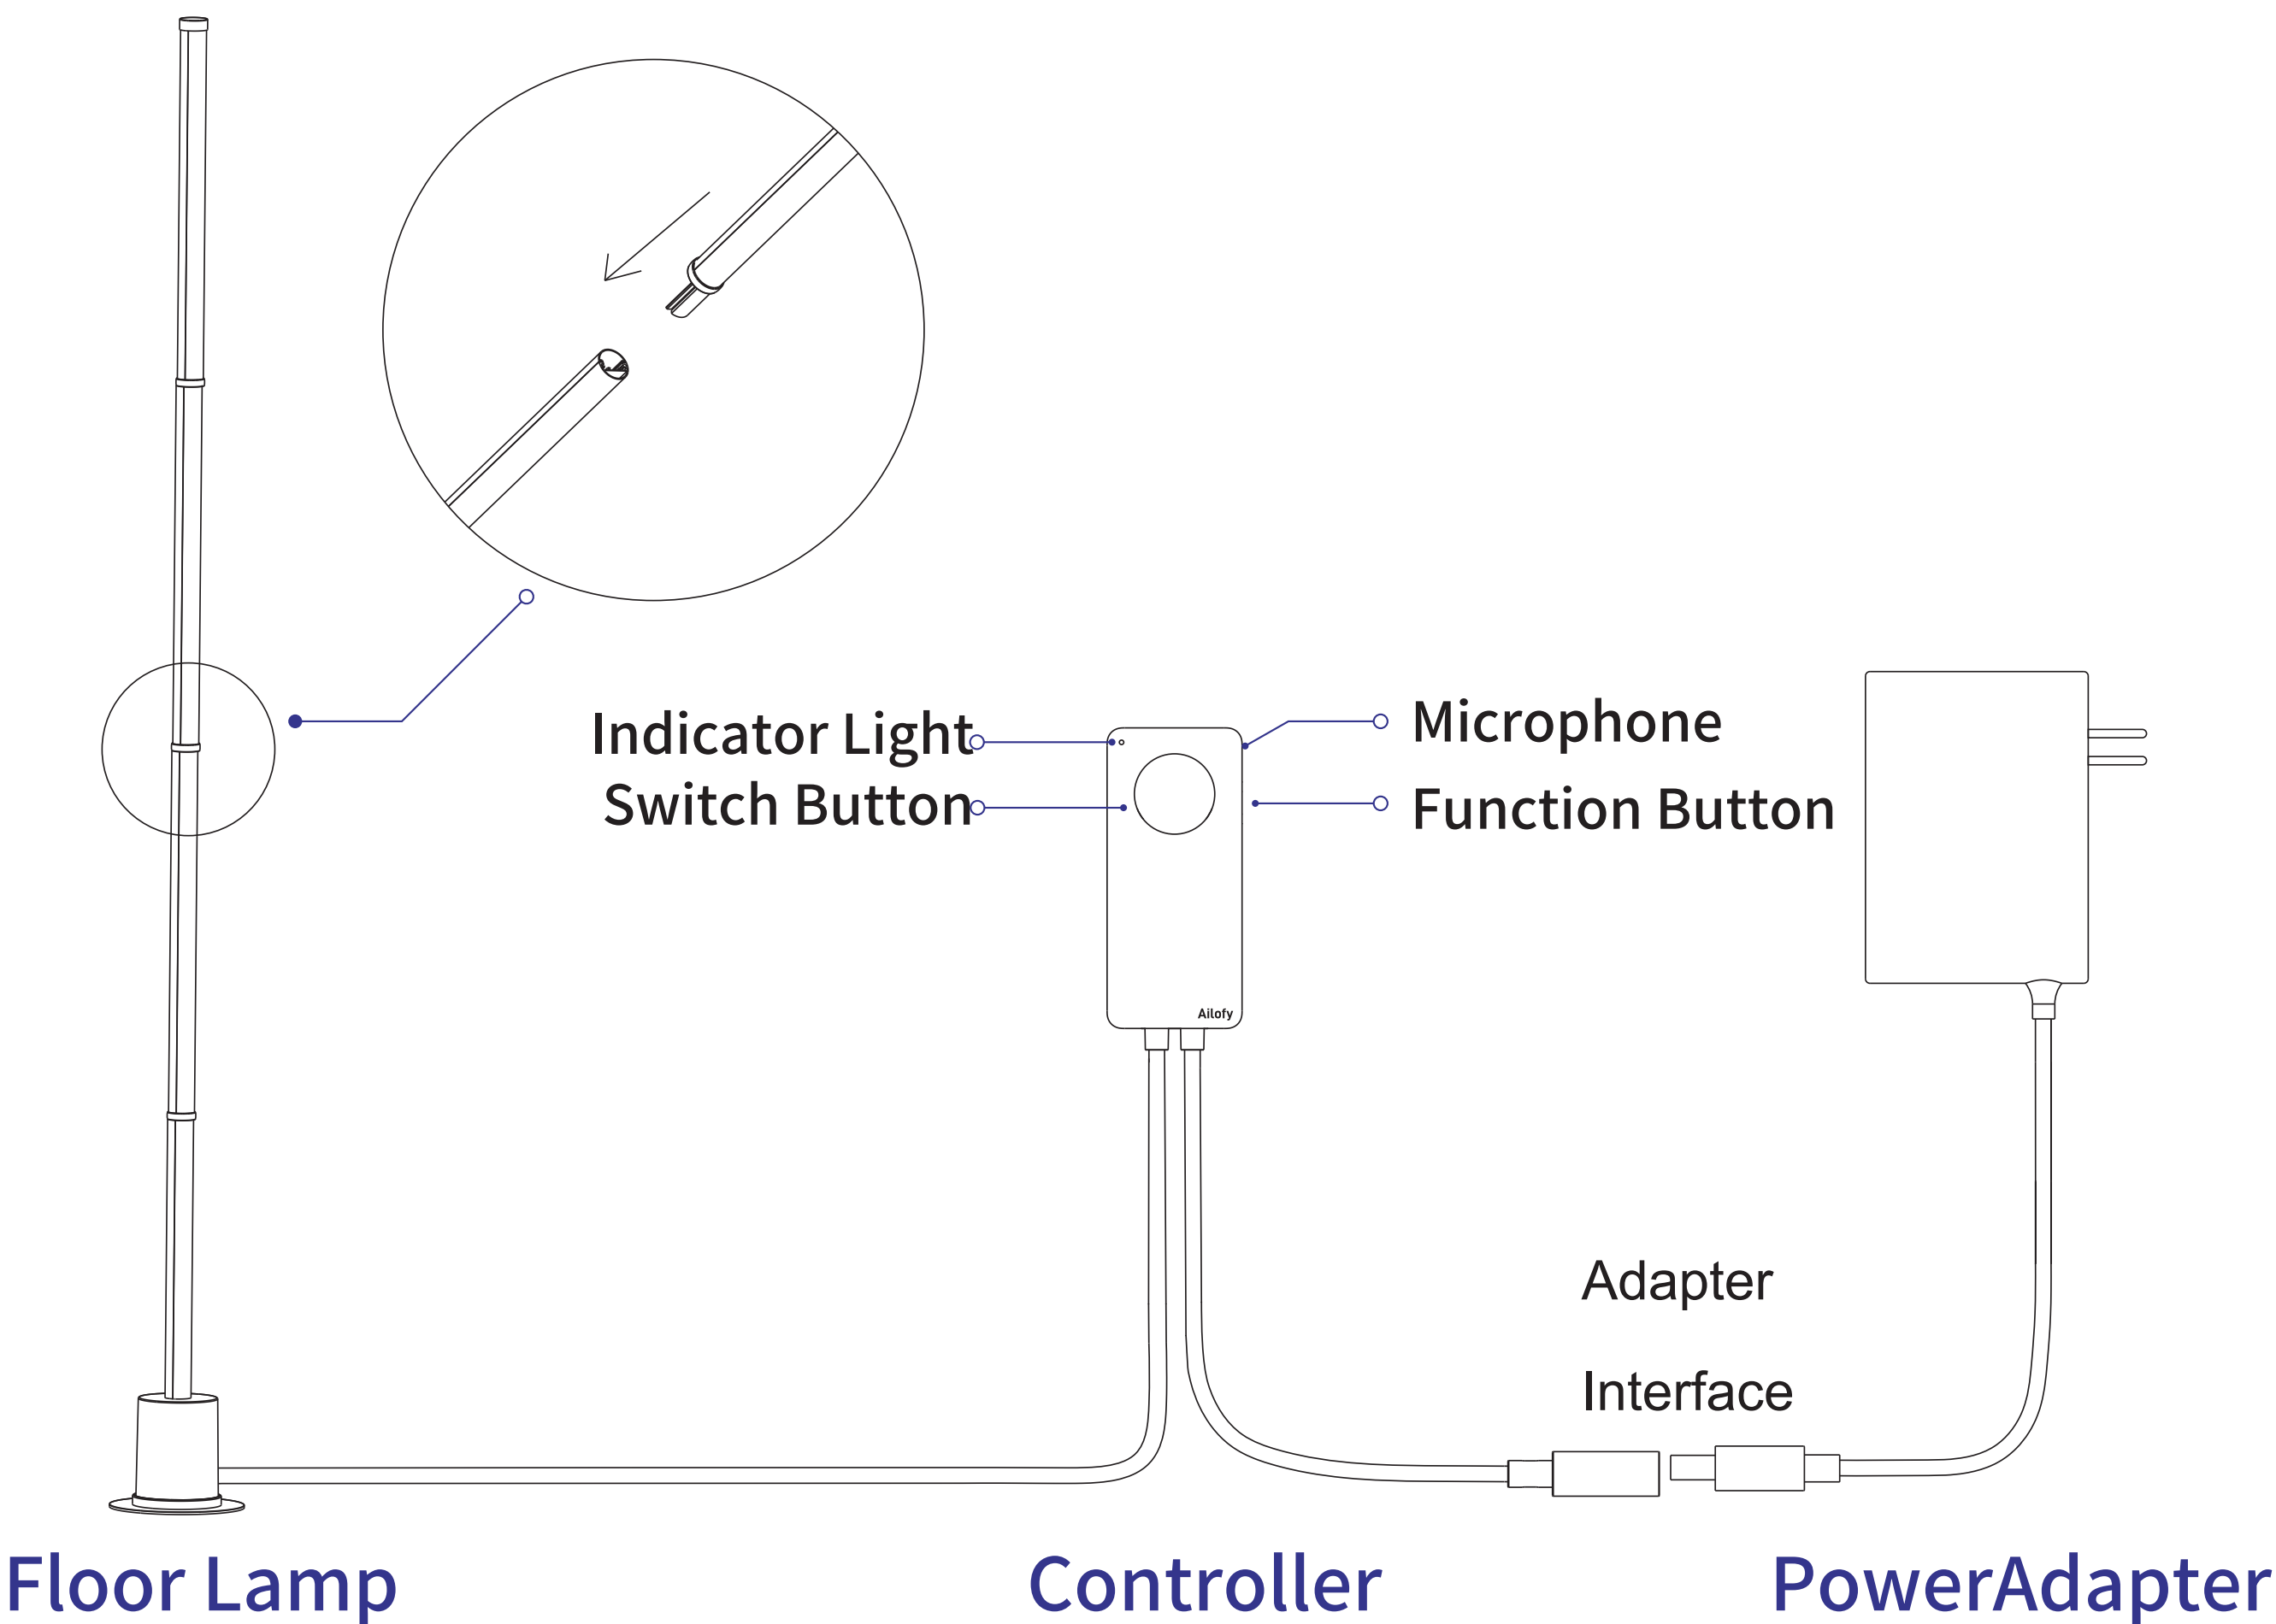 Indicator Light
Switch Button
Microphone
Function Button
Ailofy
Adapter
Interface
Floor Lamp
Controller
PowerAdapter